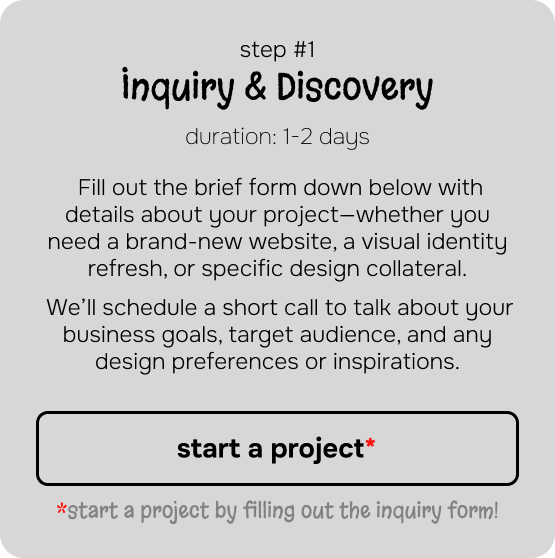 step #1
Inquiry & Discovery
duration: 1-2 days
Fill out the brief form down below with
details about your project—whether you
need a brand-new website, a visual identity
refresh, or specific design collateral.
We’ll schedule a short call to talk about your
business goals, target audience, and any
design preferences or inspirations.
start a project*
*start a project by filling out the inquiry form!